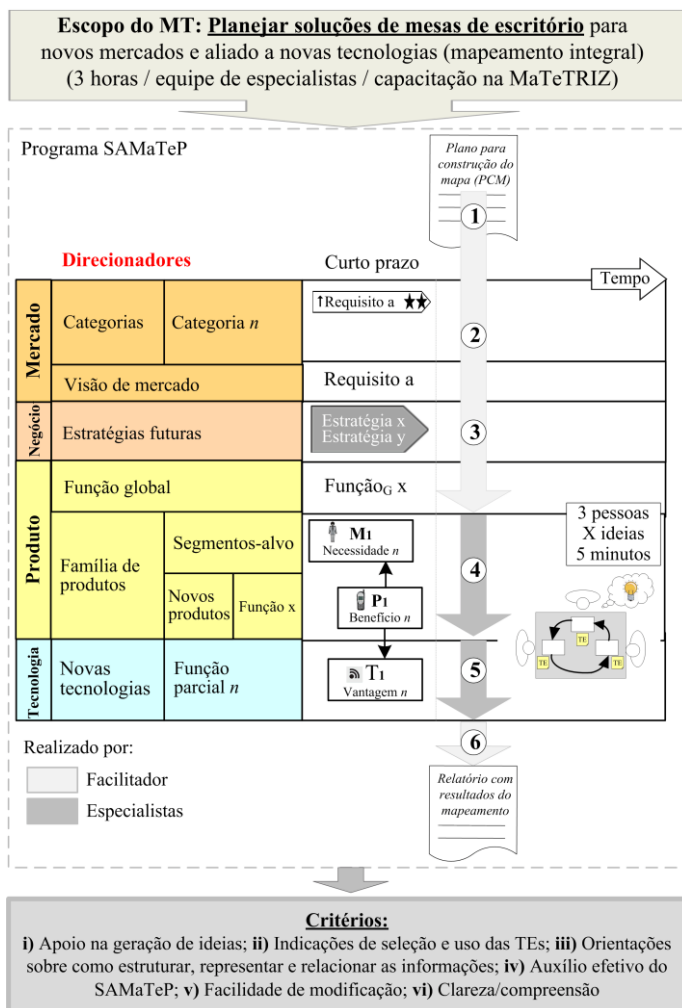 Escopo do MT: Planejar soluções de mesas de escritório para
novos mercados e aliado a novas tecnologias (mapeamento integral)
(3 horas / equipe de especialistas / capacitação na MaTeTRIZ)
Programa SAMaTeP
Plano para
construção do
mapa (PCM)
1
Direcionadores
Curto prazo
Tempo
Mercado
Categorias
Categoria n
↑Requisito a ★★
2
Visão de mercado
Requisito a
Negócio
Estratégias futuras
Estratégia x
Estratégia y
3
Produto
Função global
FunçãoG x
Família de
produtos
Segmentos-alvo
Novos
produtos
Função x
M1
Necessidade n
P1
Benefício n
4
3 pessoas
X ideias
5 minutos
TE
TE
TE
Tecnologia
Novas
tecnologias
Função
parcial n
T1
Vantagem n
5
6
Realizado por:
Facilitador
Especialistas
Relatório com
resultados do
mapeamento
Critérios:
i) Apoio na geração de ideias; ii) Indicações de seleção e uso das TEs; iii) Orientações
sobre como estruturar, representar e relacionar as informações; iv) Auxílio efetivo do
SAMaTeP; v) Facilidade de modificação; vi) Clareza/compreensão